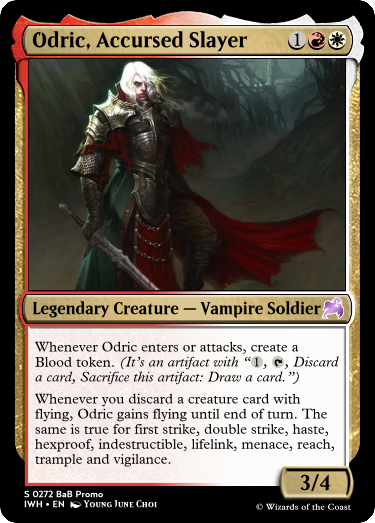 Odric, Accursed Slayer 1
Legendary Creature — Vampire Soldier
Whenever Odric enters or attacks, create a
Blood token. (It's an artifact with “1, , Discard
a card, Sacrifice this artifact: Draw a card.”)
Whenever you discard a creature card with
flying, Odric gains flying until end of turn. The
same is true for first strike, double strike, haste,
hexproof, indestructible, lifelink, menace, reach,
trample and vigilance.
3/4
S 0272 BaB Promo
IWH • EN Young June Choi
© Wizards of the Coast